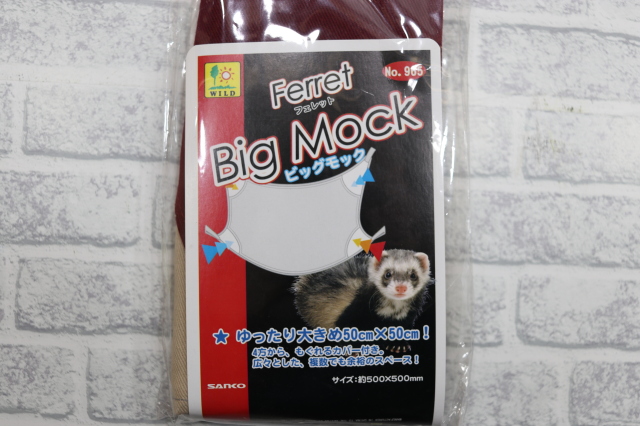 WILD
No. 965
Ferret
フェレット
Big Mock
ビッグモック
★ ゆったり大きめ50cm×50cm!
4方から、もぐれるカバー付き。
広々とした、複数でも余裕のスペース!
SANKO
サイズ:約500×500mm